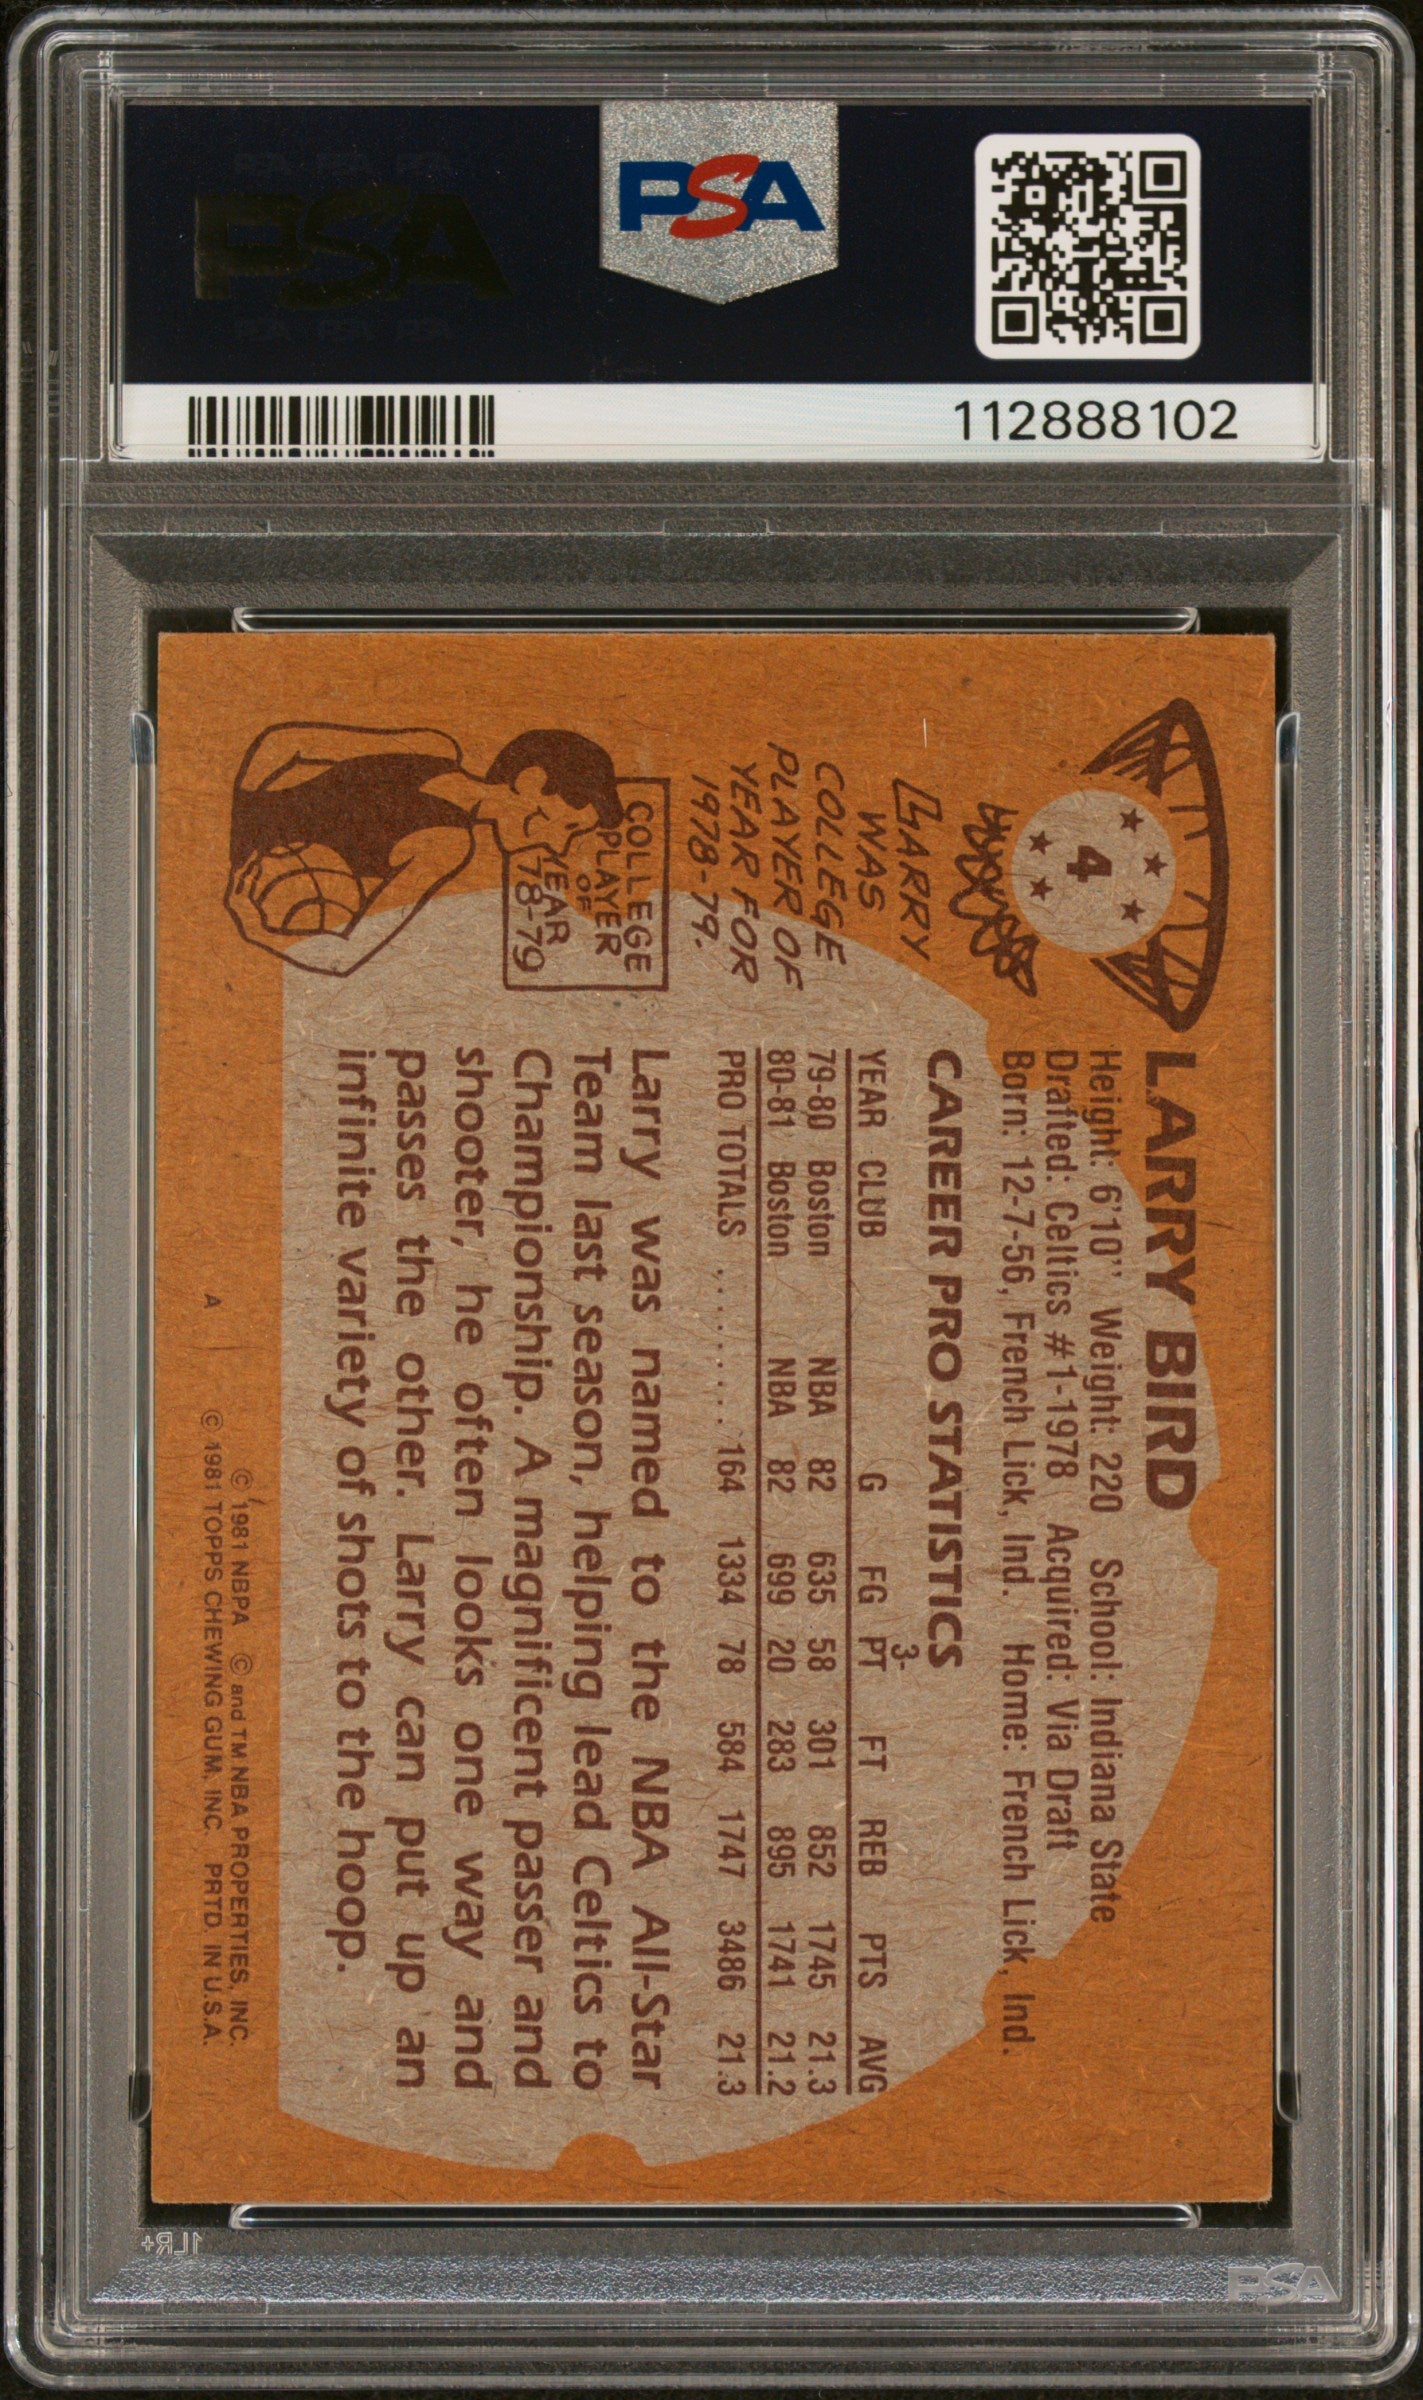 PSA
PSA PSA PSA
PSA
PSA PSA PSA
112888102
4
LARRY BIRD
Height: 6'10" Weight: 220 School: Indiana State
Drafted: Celtics #1-1978 Acquired: Via Draft
Born: 12-7-56, French Lick, Ind. Home: French Lick, Ind.
CAREER PRO STATISTICS
YEAR CLUB G FG 3-PT FT REB PTS AVG
79-80 Boston NBA 82 635 58 301 852 1745 21.3
80-81 Boston NBA 82 699 20 283 895 1741 21.2
PRO TOTALS ......... 164 1334 78 584 1747 3486 21.3
Larry was named to the NBA All-Star
Team last season, helping lead Celtics to
Championship. A magnificent passer and
shooter, he often looks one way and
passes the other. Larry can put up an
infinite variety of shots to the hoop.
LARRY
WAS
COLLEGE
PLAYER OF
YEAR FOR
1978-79.
COLLEGE
PLAYER
OF
YEAR
78-79
© 1981 NBPA © and TM NBA PROPERTIES, INC.
A © 1981 TOPPS CHEWING GUM, INC. PRTD. IN U.S.A.
1LR+
PSA